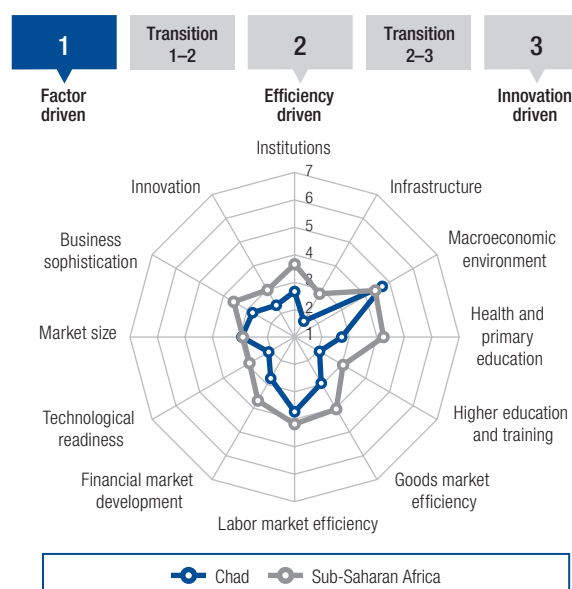 1
Transition
1–2
2
Transition
2–3
3
Factor
driven
Efficiency
driven
Innovation
driven
Institutions
Infrastructure
Macroeconomic
environment
Health and
primary
education
Higher education
and training
Goods market
efficiency
Labor market efficiency
Financial market
development
Technological
readiness
Market size
Business
sophistication
Innovation
7
6
5
4
3
2
1
Chad
Sub-Saharan Africa